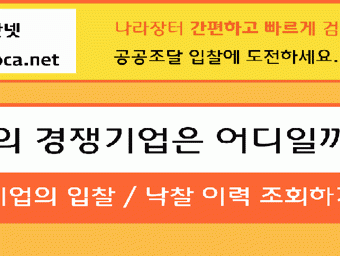 넷
oca.net
나라장터 간편하고 빠르게 검
공공조달 입찰에 도전하세요.
의 경쟁기업은 어디일까
기업의 입찰 / 낙찰 이력 조회하